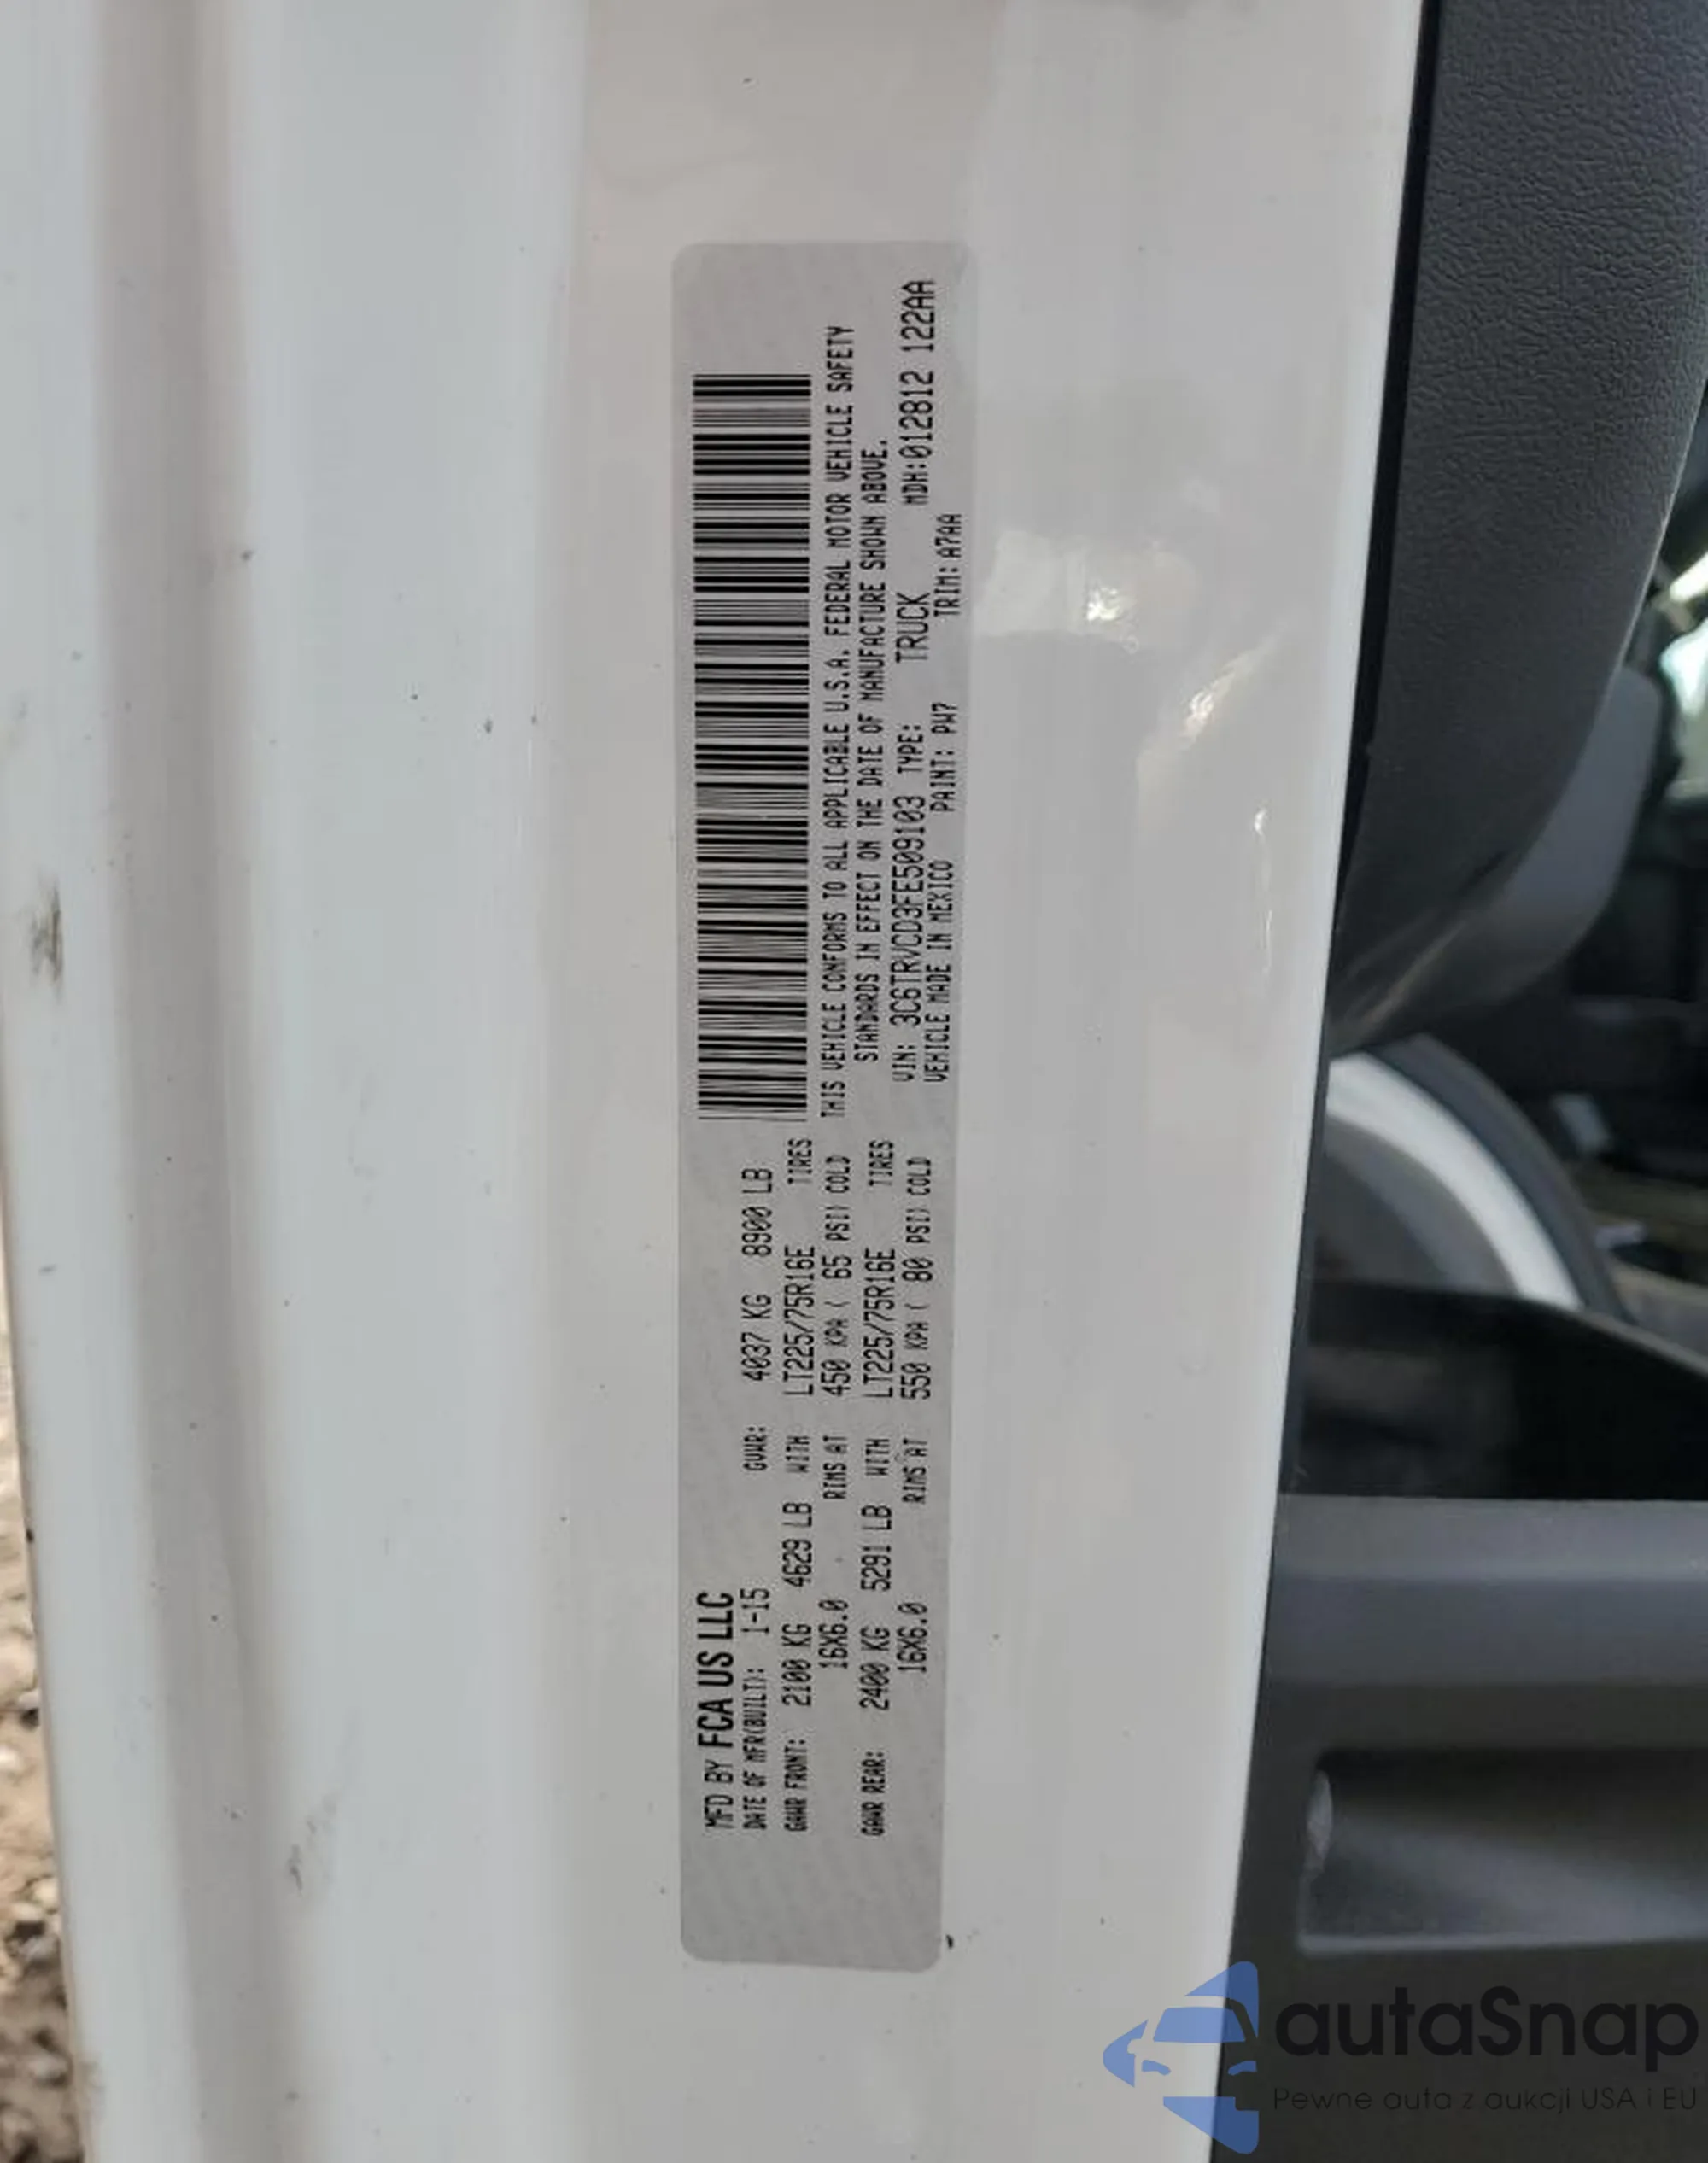 MFD BY FCA US LLC
DATE OF MFR(BUILT): 1-15 GVWR: 4037 KG 8900 LB
GAWR FRONT: 2100 KG 4629 LB WITH LT225/75R16E TIRES
16X6.0 RIMS AT 450 KPA ( 65 PSI) COLD
GAWR REAR: 2400 KG 5291 LB WITH LT225/75R16E TIRES
16X6.0 RIMS AT 550 KPA ( 80 PSI) COLD
THIS VEHICLE CONFORMS TO ALL APPLICABLE U.S.A. FEDERAL MOTOR VEHICLE SAFETY
STANDARDS IN EFFECT ON THE DATE OF MANUFACTURE SHOWN ABOVE.
VIN: 3C6TRVCD3FE509103 TYPE: TRUCK MDH:012812 122AA
VEHICLE MADE IN MEXICO PAINT: PW7 TRIM: A7AA
autaSnap
Pewne auta z aukcji USA i EU